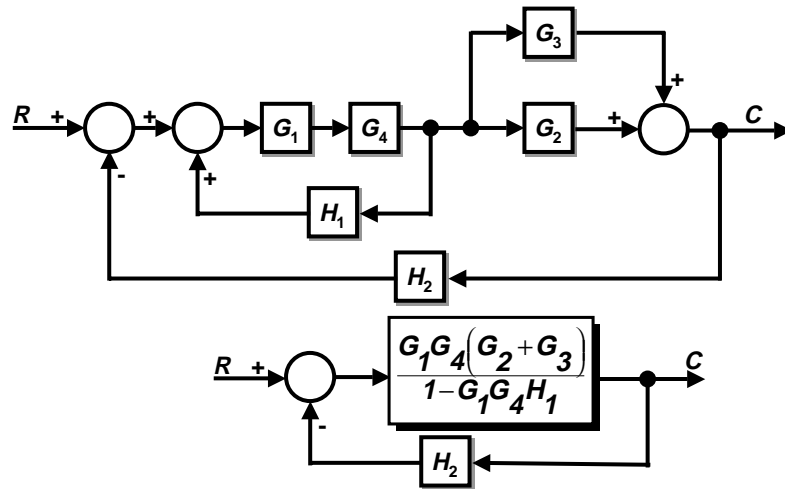 G₃
+
R + + G₁ G₄ G₂ + C
- +
H₁
H₂
G₁G₄(G₂+G₃)
R + C
1−G₁G₄H₁
-
H₂